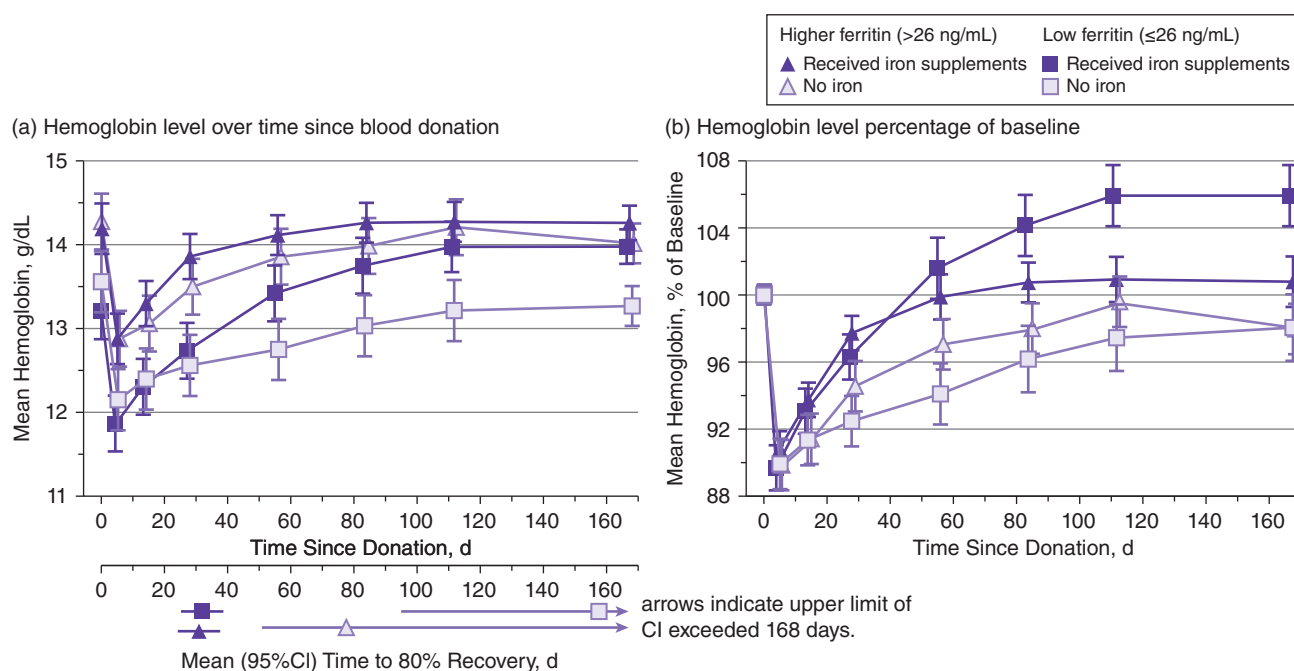 Higher ferritin (>26 ng/mL) Low ferritin (≤26 ng/mL)
Received iron supplements Received iron supplements
No iron No iron
(a) Hemoglobin level over time since blood donation
15
14
13
12
11
Mean Hemoglobin, g/dL
0 20 40 60 80 100 120 140 160
Time Since Donation, d
0 20 40 60 80 100 120 140 160
arrows indicate upper limit of
CI exceeded 168 days.
Mean (95%CI) Time to 80% Recovery, d
(b) Hemoglobin level percentage of baseline
108
104
100
96
92
88
Mean Hemoglobin, % of Baseline
0 20 40 60 80 100 120 140 160
Time Since Donation, d